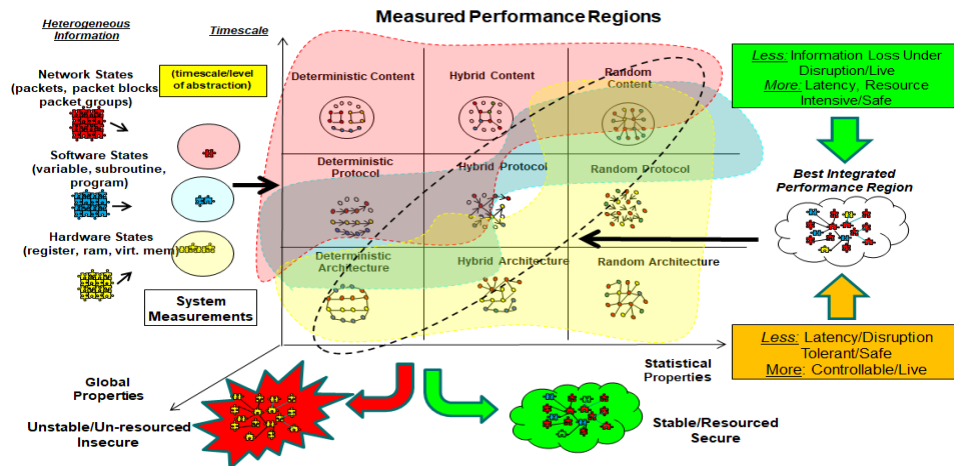 Measured Performance Regions
Heterogeneous
Information
Timescale
Network States
(packets, packet blocks
packet groups)
(timescale/level
of abstraction)
Software States
(variable, subroutine,
program)
Hardware States
(register, ram, virt. mem)
System
Measurements
Deterministic Content
Hybrid Content
Random
Content
Deterministic
Protocol
Hybrid Protocol
Random Protocol
Deterministic
Architecture
Hybrid Architecture
Random Architecture
Less: Information Loss Under
Disruption/Live
More: Latency, Resource
Intensive/Safe
Best Integrated
Performance Region
Less: Latency/Disruption
Tolerant/Safe
More: Controllable/Live
Statistical
Properties
Global
Properties
Unstable/Un-resourced
Insecure
Stable/Resourced
Secure